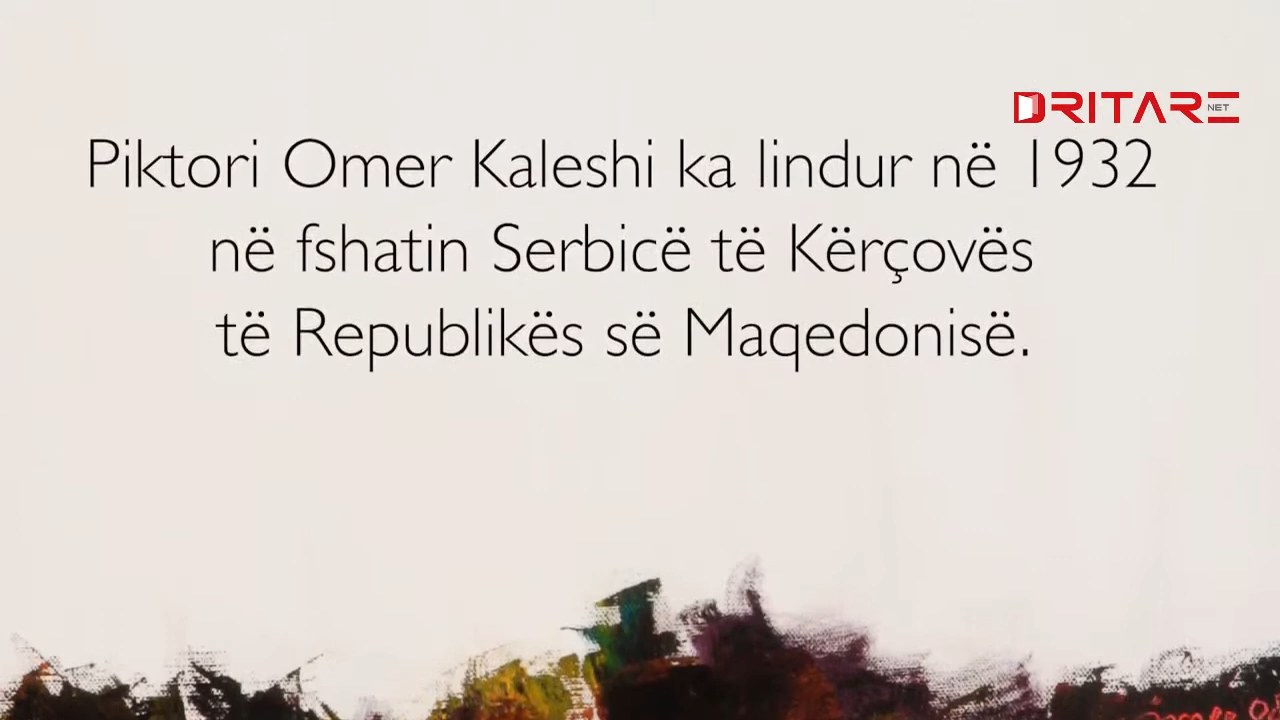 DRITARE NET
Piktori Omer Kaleshi ka lindur në 1932
në fshatin Serbicë të Kërçovës
të Republikës së Maqedonisë.